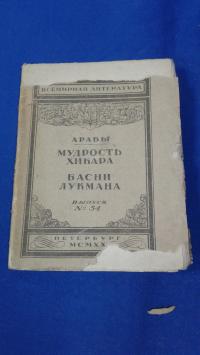 ВСЕМИРНАЯ ЛИТЕРАТУРА
АРАБЫ
МУДРОСТЬ
ХИКАРА
БАСНИ
ЛУКМАНА
ВЫПУСК
№ 34
ПЕТЕРБУРГ
MCMXX